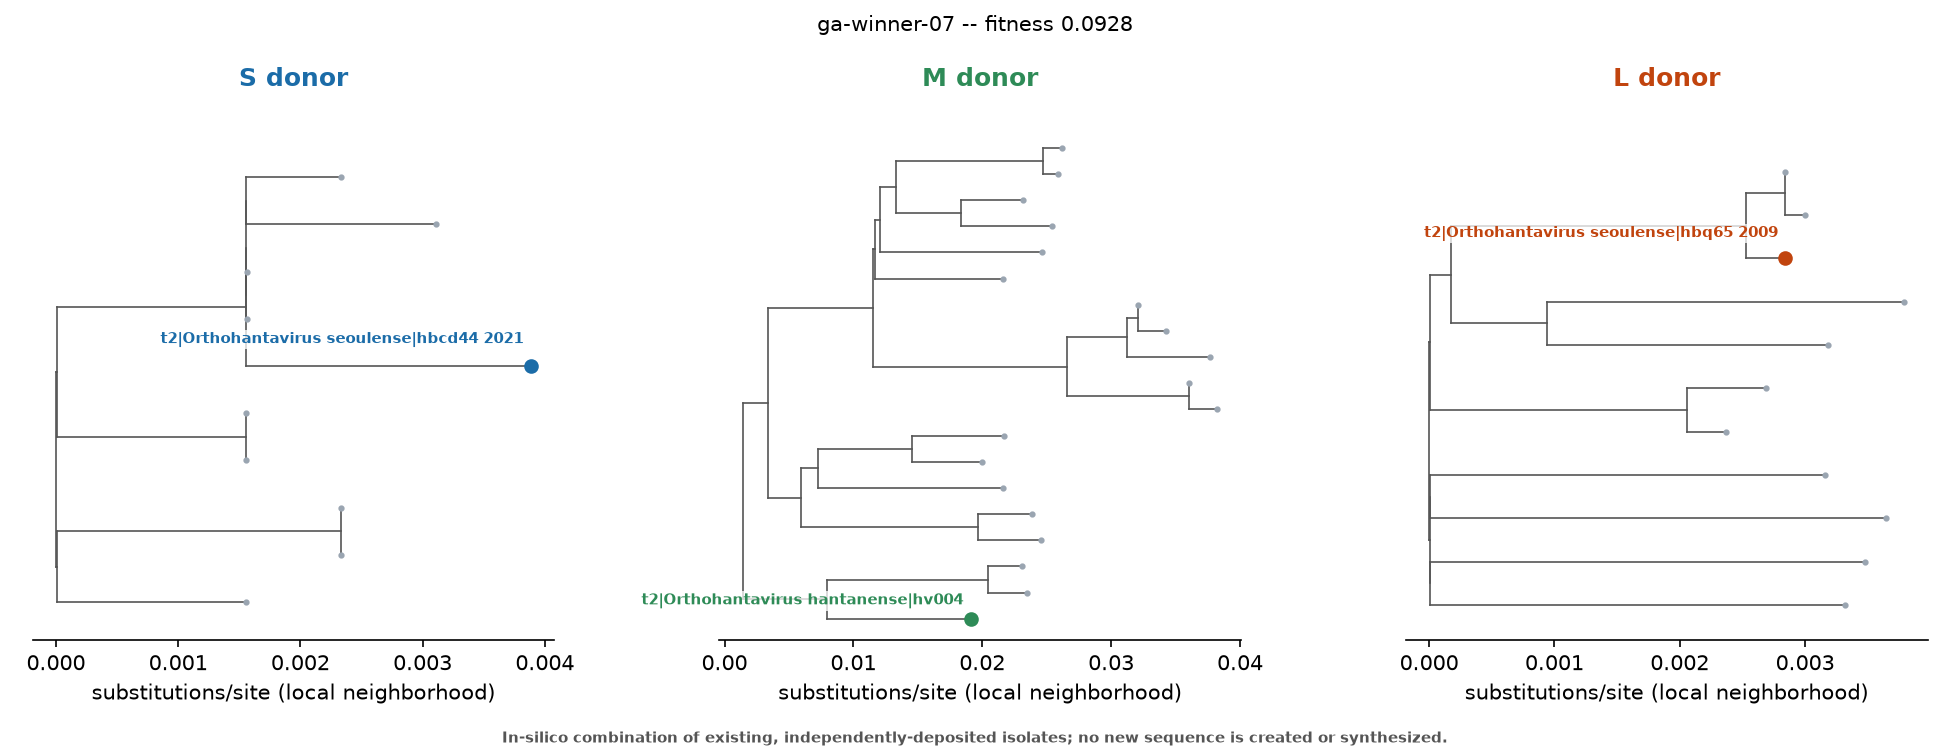 ga-winner-07 -- fitness 0.0928
S donor
M donor
L donor
t2|Orthohantavirus seoulense|hbq65 2009
t2|Orthohantavirus seoulense|hbcd44 2021
t2|Orthohantavirus hantanense|hv004
0.000 0.001 0.002 0.003 0.004
0.00 0.01 0.02 0.03 0.04
0.000 0.001 0.002 0.003
substitutions/site (local neighborhood)
substitutions/site (local neighborhood)
substitutions/site (local neighborhood)
In-silico combination of existing, independently-deposited isolates; no new sequence is created or synthesized.